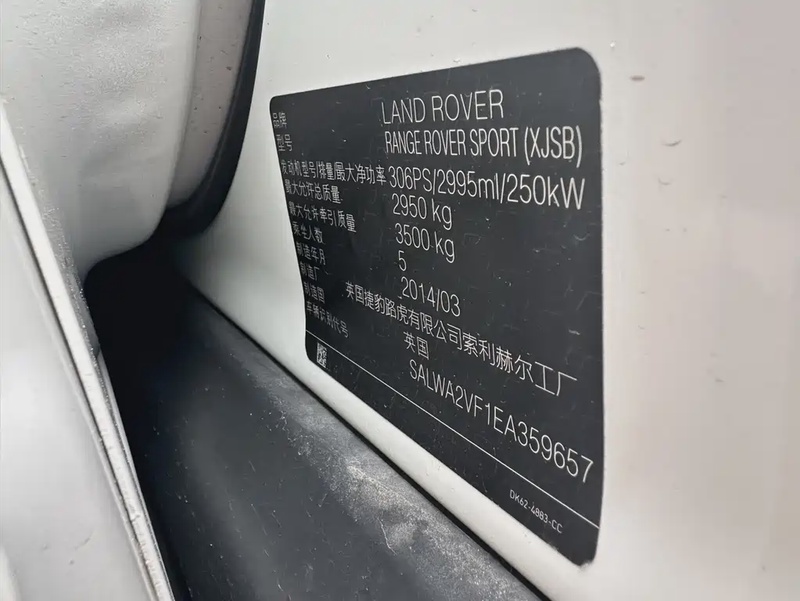 品牌 LAND ROVER
型号 RANGE ROVER SPORT (XJSB)
发动机型号/排量/最大净功率 306PS/2995ml/250kW
最大允许总质量 2950 kg
最大允许牵引质量 3500 kg
乘坐人数 5
制造年月 2014/03
制造厂 英国捷豹路虎有限公司索利赫尔工厂
制造国 英国
车辆识别代号 SALWA2VF1EA359657
DK62-4883-CC